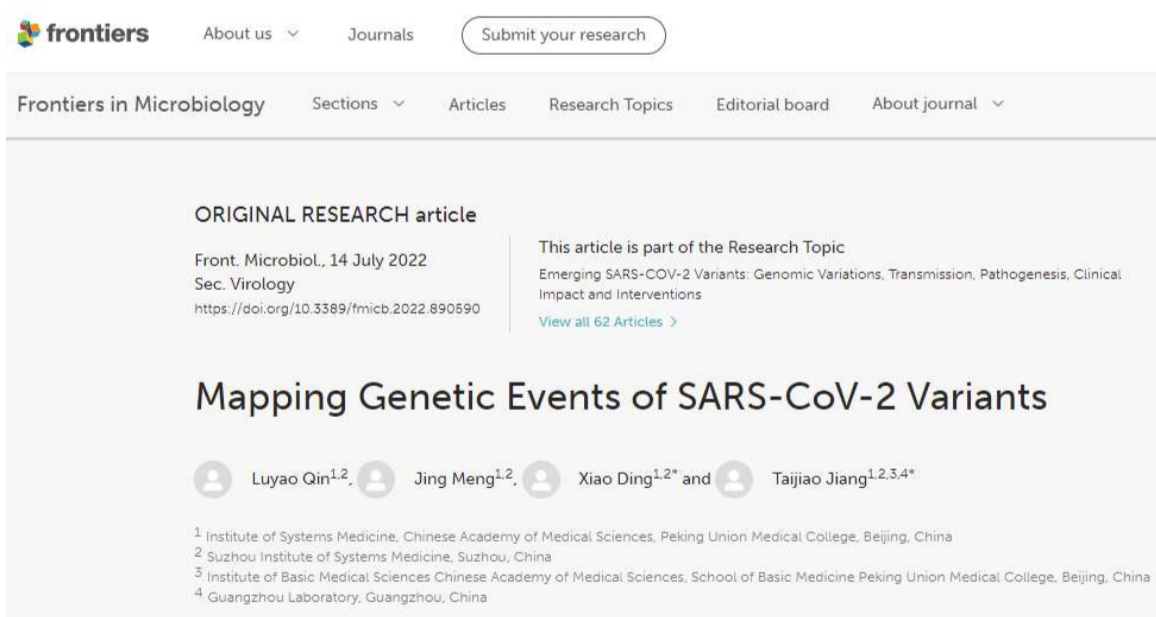 frontiers
About us
Journals
Submit your research
Frontiers in Microbiology
Sections
Articles
Research Topics
Editorial board
About journal
ORIGINAL RESEARCH article
Front. Microbiol., 14 July 2022
Sec. Virology
https://doi.org/10.3389/fmicb.2022.890590
This article is part of the Research Topic
Emerging SARS-COV-2 Variants: Genomic Variations, Transmission, Pathogenesis, Clinical
Impact and Interventions
View all 62 Articles >
Mapping Genetic Events of SARS-CoV-2 Variants
Luyao Qin1,2, Jing Meng1,2, Xiao Ding1,2* and Taijiao Jiang1,2,3,4*
1 Institute of Systems Medicine, Chinese Academy of Medical Sciences, Peking Union Medical College, Beijing, China
2 Suzhou Institute of Systems Medicine, Suzhou, China
3 Institute of Basic Medical Sciences Chinese Academy of Medical Sciences, School of Basic Medicine Peking Union Medical College, Beijing, China
4 Guangzhou Laboratory, Guangzhou, China